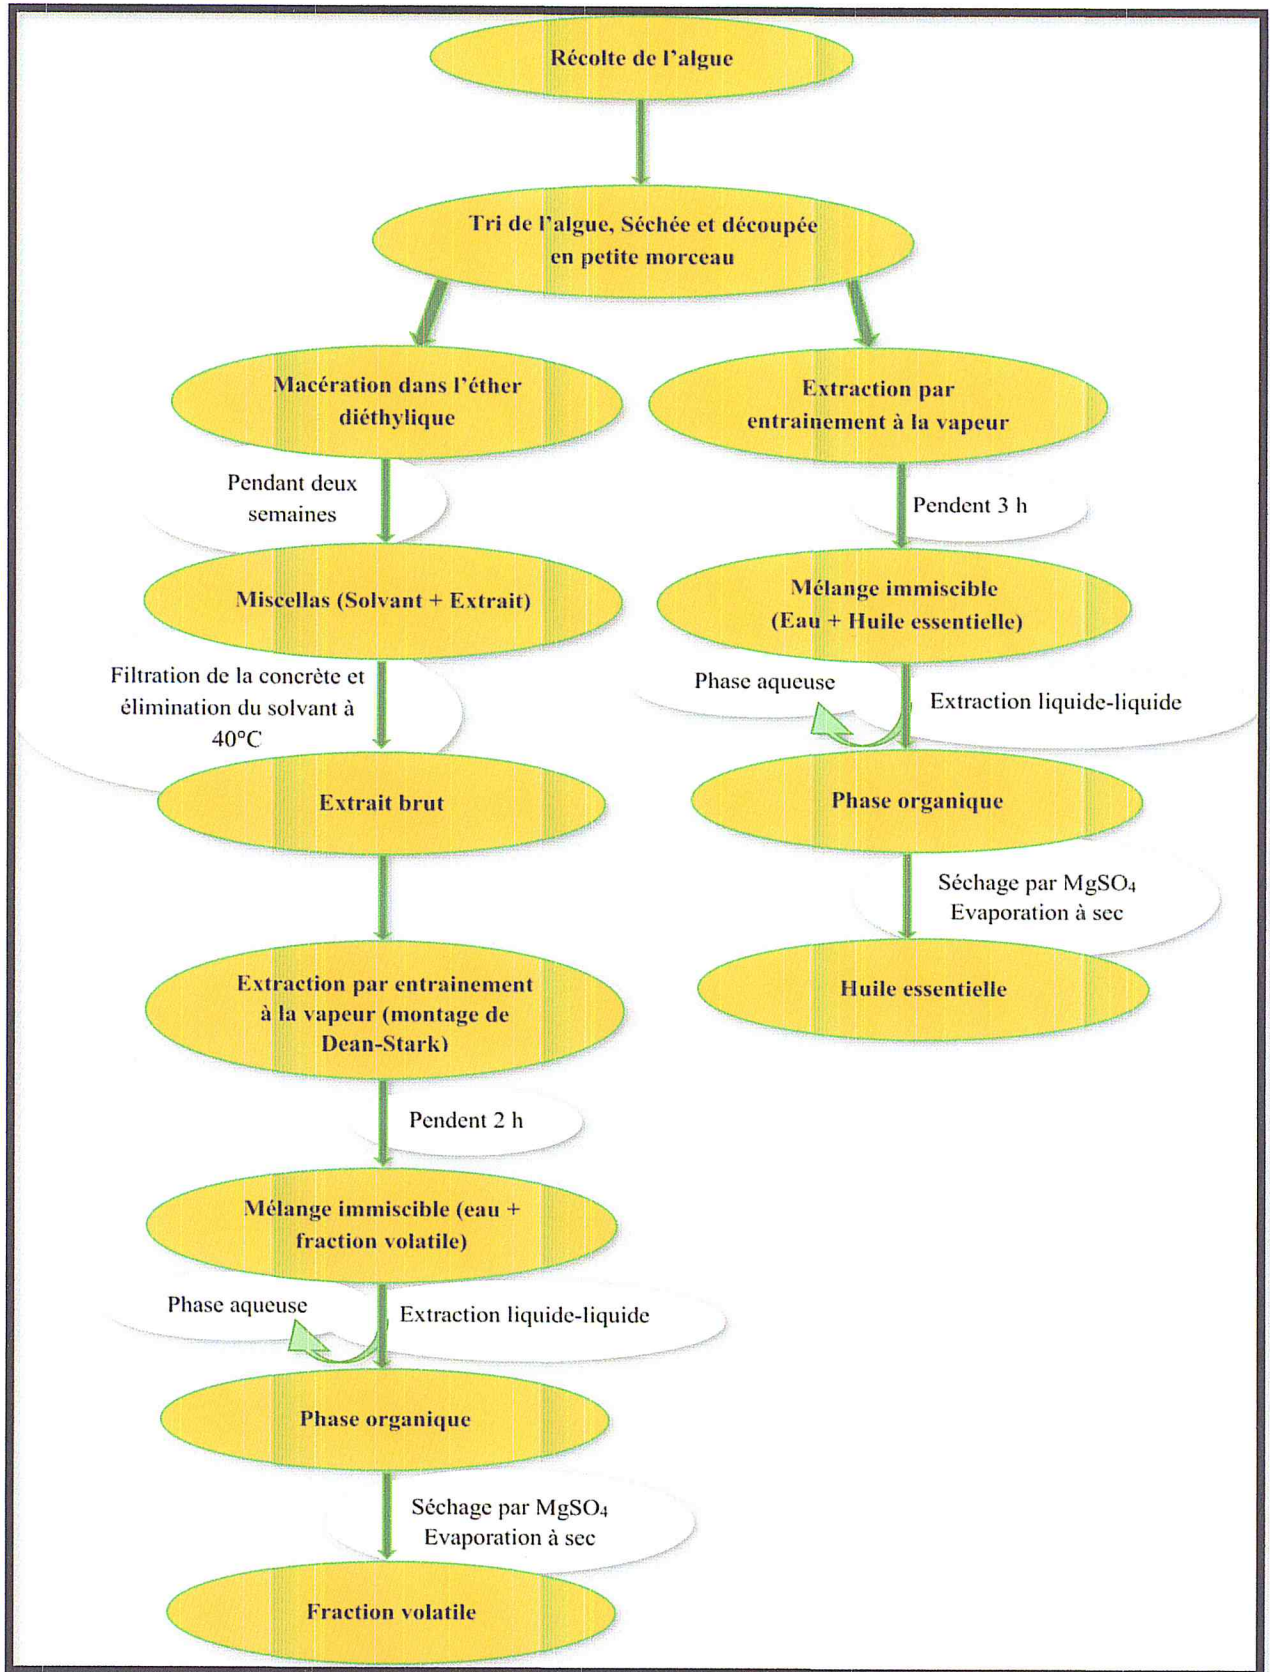 Récolte de l'algue
Tri de l'algue, Séchée et découpée
en petite morceau
Macération dans l'éther
diéthylique
Extraction par
entrainement à la vapeur
Pendant deux
semaines
Pendent 3 h
Miscellas (Solvant + Extrait)
Mélange immiscible
(Eau + Huile essentielle)
Filtration de la concrète et
élimination du solvant à
40°C
Phase aqueuse
Extraction liquide-liquide
Extrait brut
Phase organique
Séchage par MgSO₄
Evaporation à sec
Extraction par entrainement
à la vapeur (montage de
Dean-Stark)
Huile essentielle
Pendent 2 h
Mélange immiscible (eau +
fraction volatile)
Phase aqueuse
Extraction liquide-liquide
Phase organique
Séchage par MgSO₄
Evaporation à sec
Fraction volatile